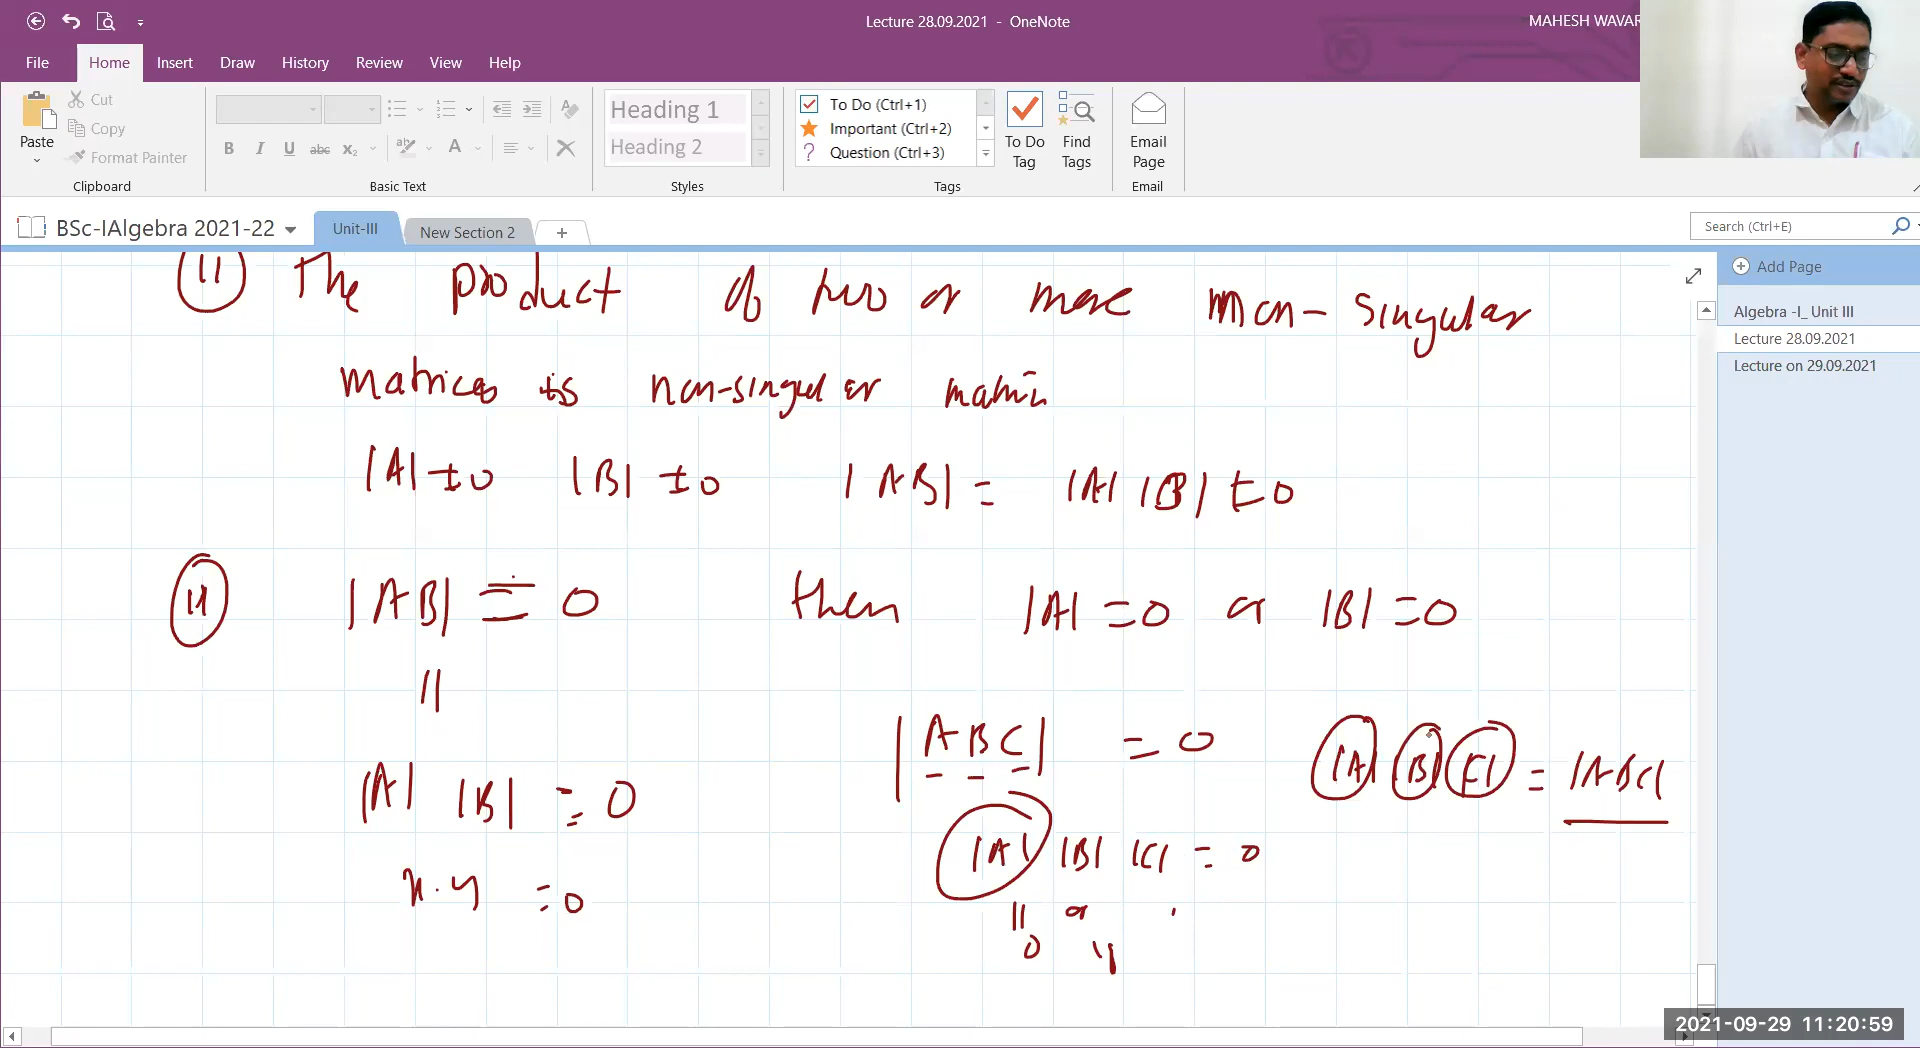 Lecture 28.09.2021 - OneNote
MAHESH WAVAR
File Home Insert Draw History Review View Help
Paste
Cut
Copy
Format Painter
Clipboard
B I U abc x₂ A
Basic Text
Heading 1
Heading 2
Styles
To Do (Ctrl+1)
Important (Ctrl+2)
? Question (Ctrl+3)
Tags
To Do Tag
Find Tags
Email Page
Email
BSc-IAlgebra 2021-22
Unit-III
New Section 2
+
Search (Ctrl+E)
Add Page
Algebra -I_ Unit III
Lecture 28.09.2021
Lecture on 29.09.2021
(11) The product of two or more non-singular
matrices is non-singular matrix
|A| ≠ 0 |B| ≠ 0 |AB| = |A| |B| ≠ 0
|AB| = 0 then |A| = 0 or |B| = 0
||
|A| |B| = 0
x.y = 0
|ABC| = 0
|A| |B| |C| = 0
|| or
0 ||
|A| |B| |C| = |ABC|
2021-09-29 11:20:59